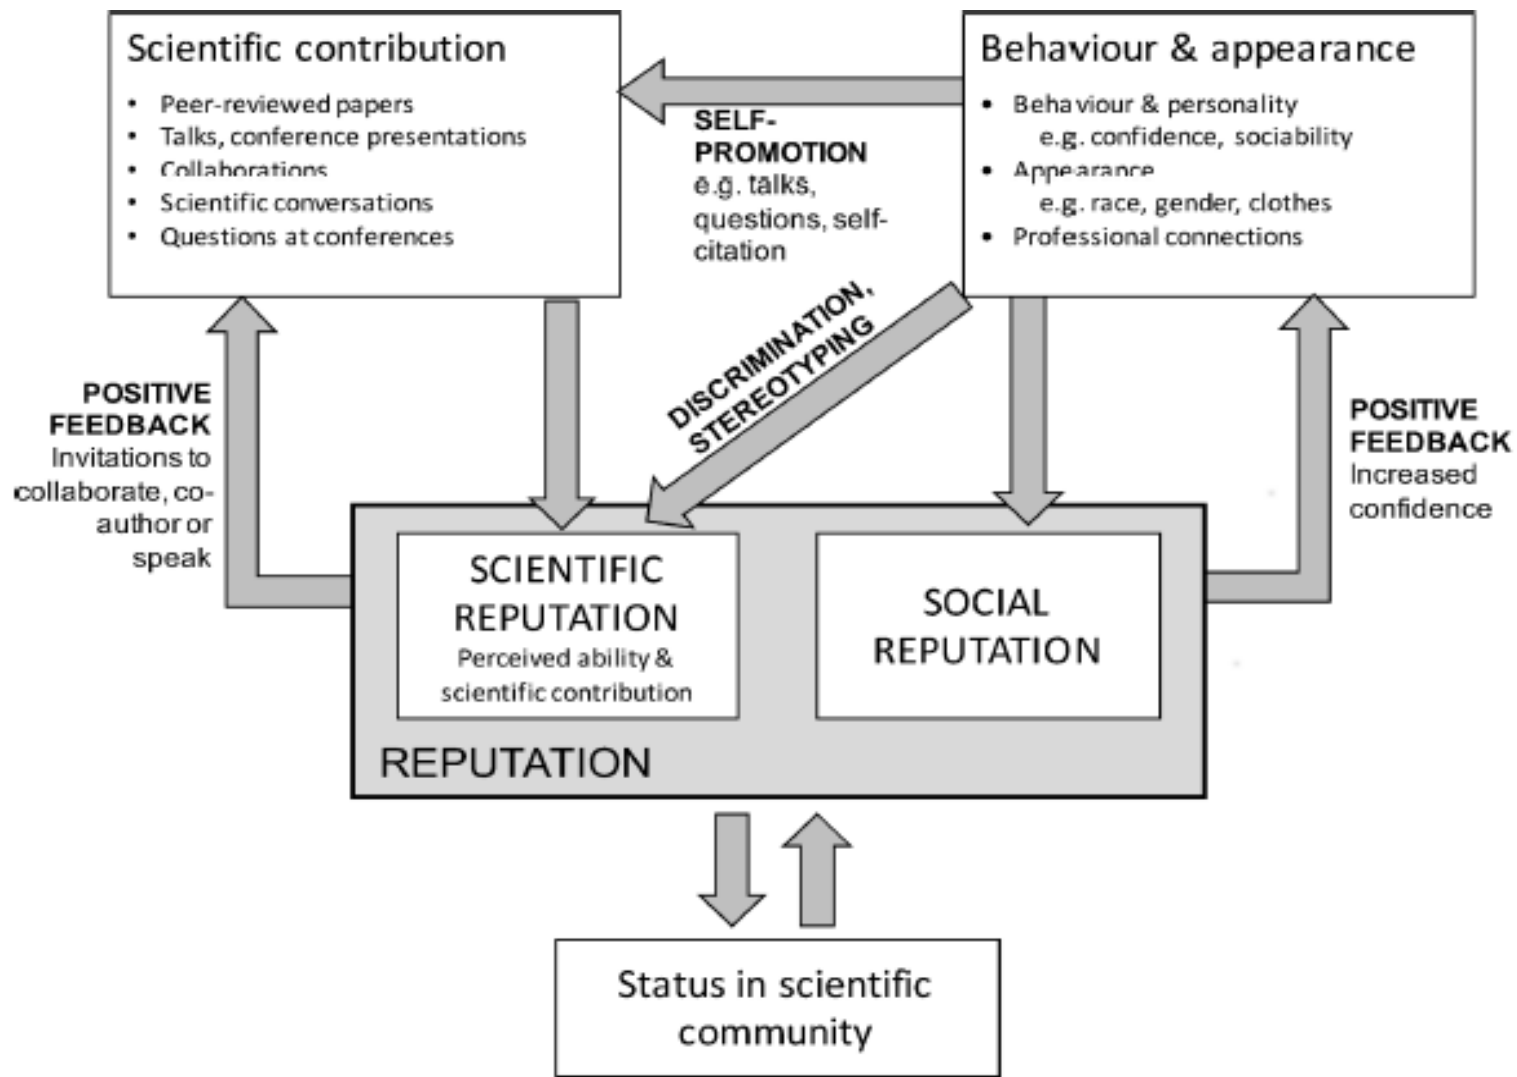 Scientific contribution
• Peer-reviewed papers
• Talks, conference presentations
• Collaborations
• Scientific conversations
• Questions at conferences
SELF-
PROMOTION
e.g. talks,
questions, self-
citation
Behaviour & appearance
• Behaviour & personality
e.g. confidence, sociability
• Appearance
e.g. race, gender, clothes
• Professional connections
DISCRIMINATION,
STEREOTYPING
POSITIVE
FEEDBACK
Invitations to
collaborate, co-
author or
speak
POSITIVE
FEEDBACK
Increased
confidence
SCIENTIFIC
REPUTATION
Perceived ability &
scientific contribution
SOCIAL
REPUTATION
REPUTATION
Status in scientific
community